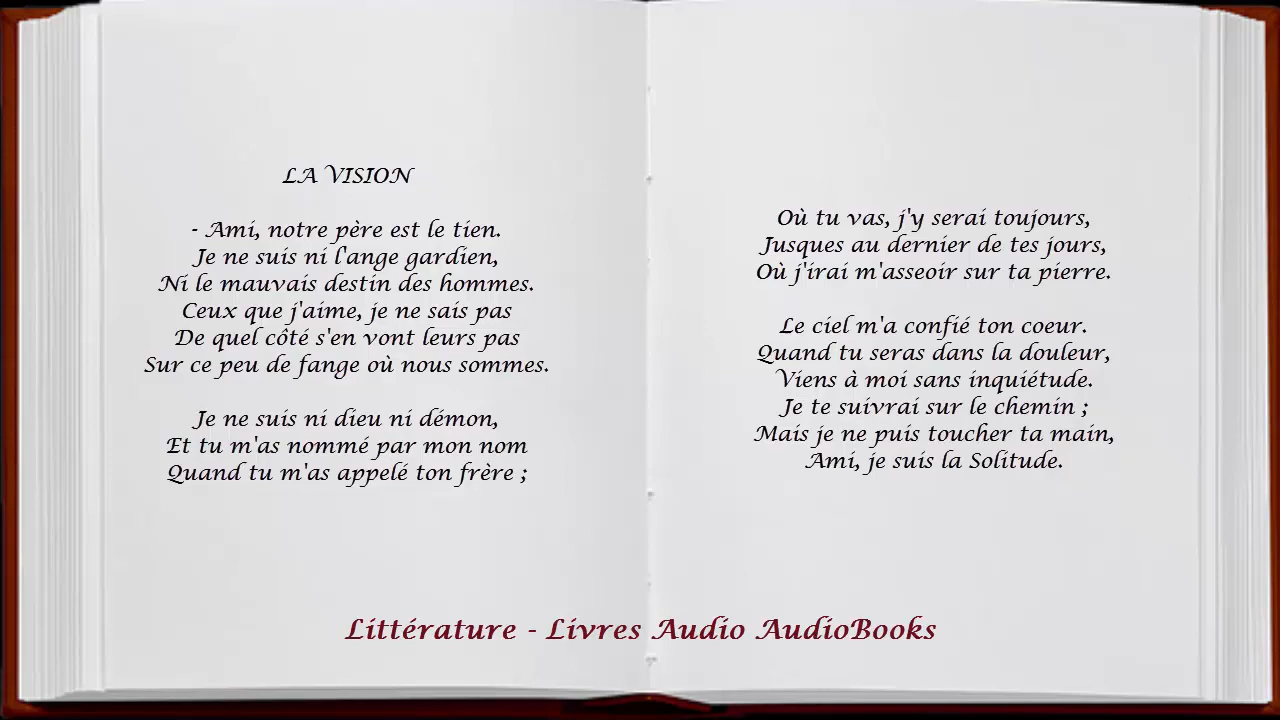 LA VISION
- Ami, notre père est le tien.
Je ne suis ni l'ange gardien,
Ni le mauvais destin des hommes.
Ceux que j'aime, je ne sais pas
De quel côté s'en vont leurs pas
Sur ce peu de fange où nous sommes.
Je ne suis ni dieu ni démon,
Et tu m'as nommé par mon nom
Quand tu m'as appelé ton frère ;
Où tu vas, j'y serai toujours,
Jusques au dernier de tes jours,
Où j'irai m'asseoir sur ta pierre.
Le ciel m'a confié ton coeur.
Quand tu seras dans la douleur,
Viens à moi sans inquiétude.
Je te suivrai sur le chemin ;
Mais je ne puis toucher ta main,
Ami, je suis la Solitude.
Littérature - Livres Audio AudioBooks